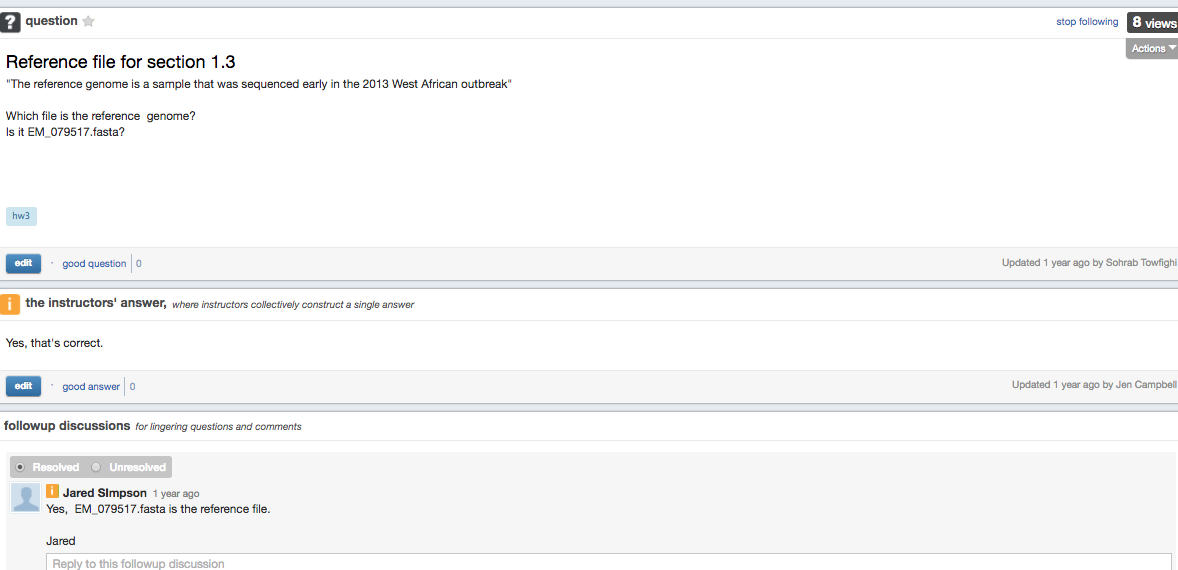 ? question
stop following
8 views
Actions
Reference file for section 1.3
"The reference genome is a sample that was sequenced early in the 2013 West African outbreak"
Which file is the reference genome?
Is it EM_079517.fasta?
hw3
edit · good question 0
Updated 1 year ago by Sohrab Towfighi
i the instructors' answer, where instructors collectively construct a single answer
Yes, that's correct.
edit · good answer 0
Updated 1 year ago by Jen Campbell
followup discussions for lingering questions and comments
Resolved Unresolved
i Jared SImpson 1 year ago
Yes, EM_079517.fasta is the reference file.
Jared
Reply to this followup discussion